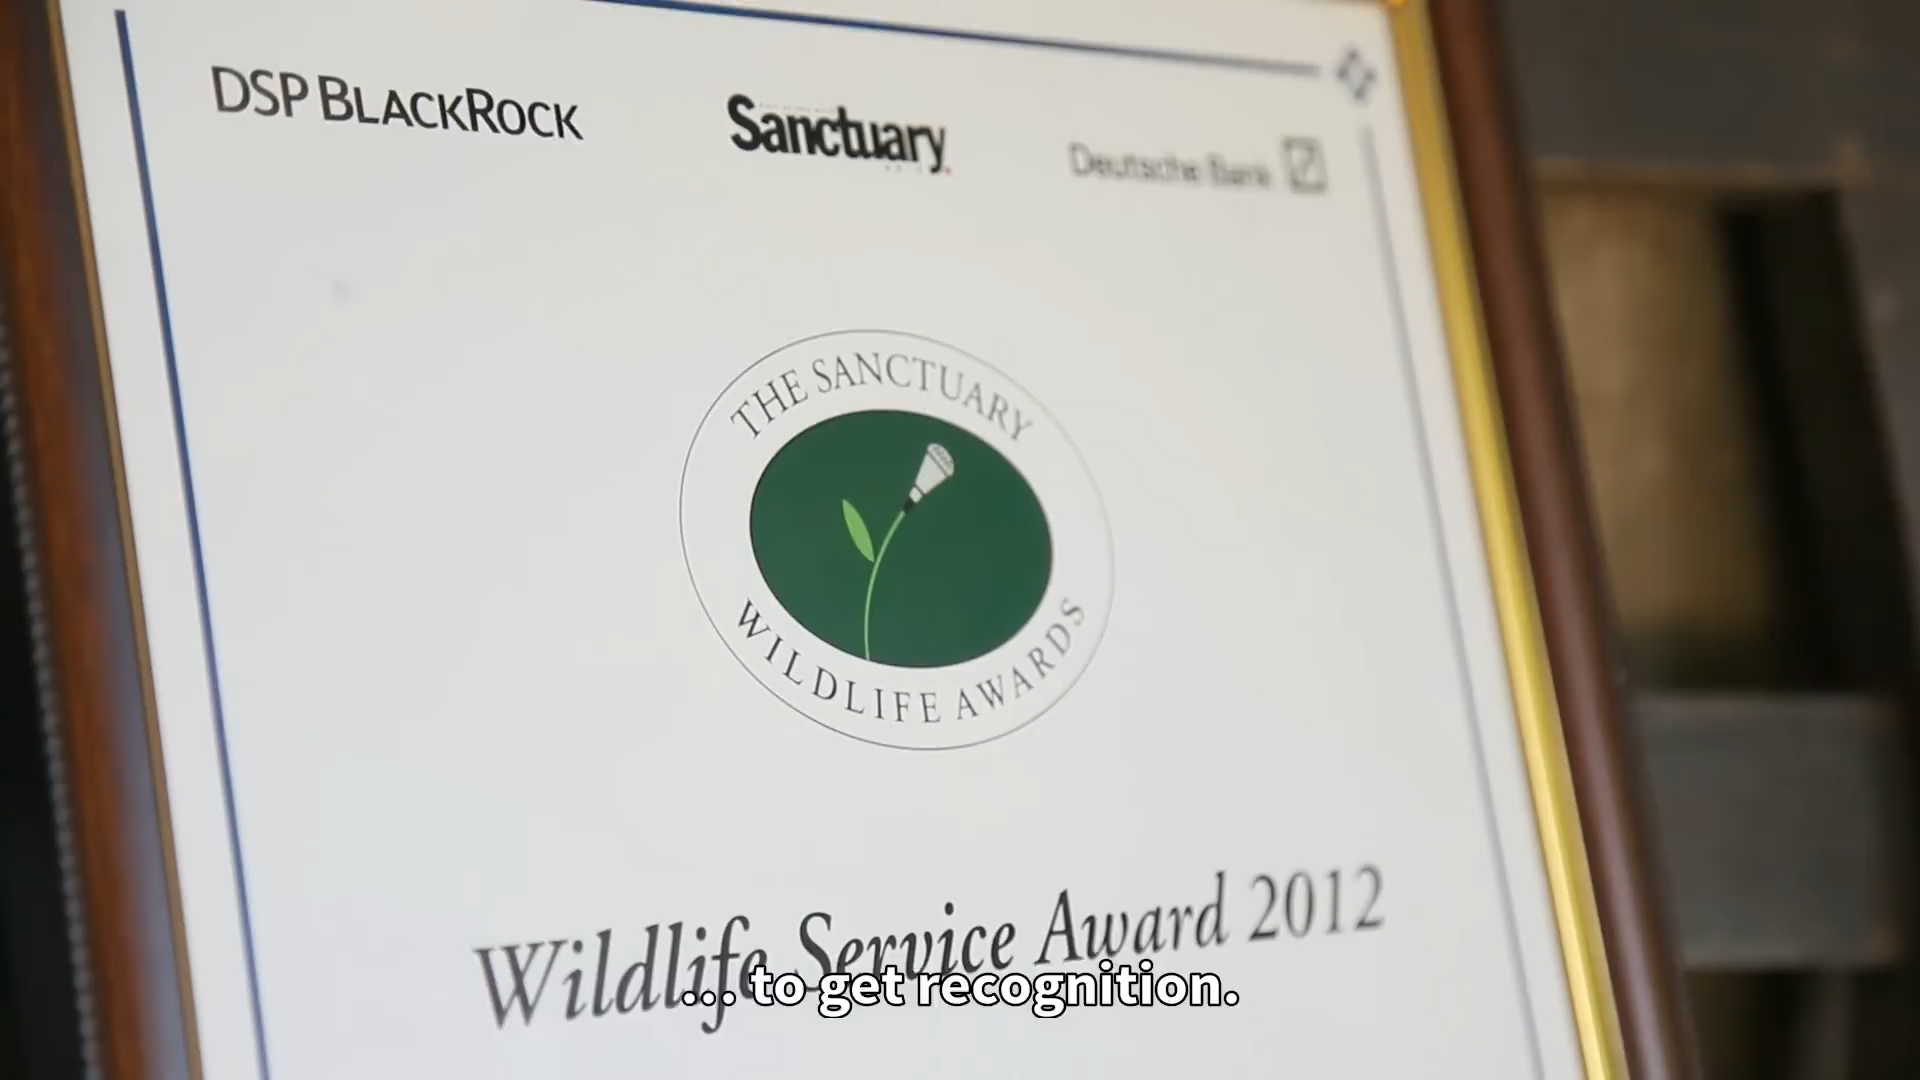 DSP BLACKROCK
Sanctuary
Deutsche Bank
THE SANCTUARY
WILDLIFE AWARDS
Wildlife Service Award 2012
... to get recognition.